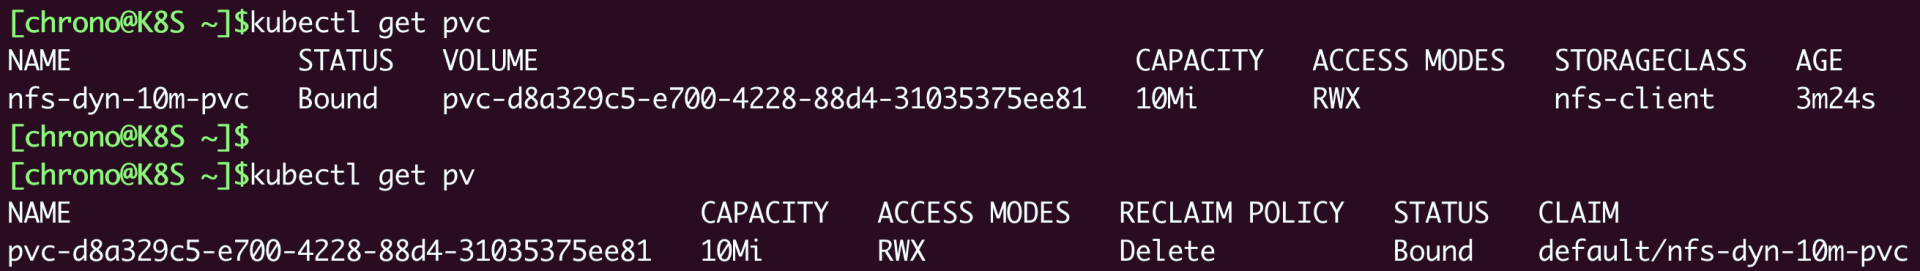 [chrono@K8S ~]$kubectl get pvc
NAME STATUS VOLUME CAPACITY ACCESS MODES STORAGECLASS AGE
nfs-dyn-10m-pvc Bound pvc-d8a329c5-e700-4228-88d4-31035375ee81 10Mi RWX nfs-client 3m24s
[chrono@K8S ~]$
[chrono@K8S ~]$kubectl get pv
NAME CAPACITY ACCESS MODES RECLAIM POLICY STATUS CLAIM
pvc-d8a329c5-e700-4228-88d4-31035375ee81 10Mi RWX Delete Bound default/nfs-dyn-10m-pvc